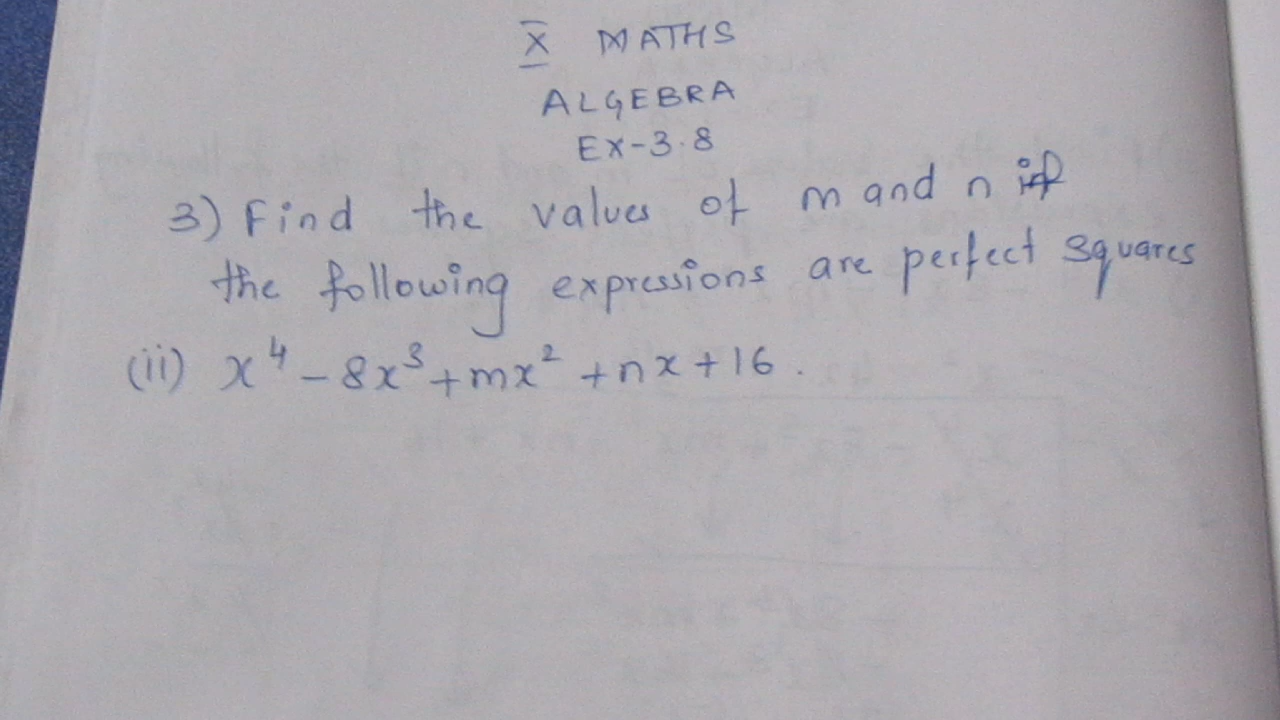 X MATHS
ALGEBRA
EX-3.8
3) Find the values of m and n if
the following expressions are perfect squares
(ii) x⁴ - 8x³ + mx² + nx + 16.